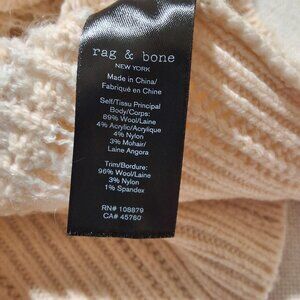 rag & bone
NEW YORK
Made in China/
Fabriqué en Chine
Self/Tissu Principal
Body/Corps:
89% Wool/Laine
4% Acrylic/Acrylique
4% Nylon
3% Mohair/
Laine Angora
Trim/Bordure:
96% Wool/Laine
3% Nylon
1% Spandex
RN# 108879
CA# 45760